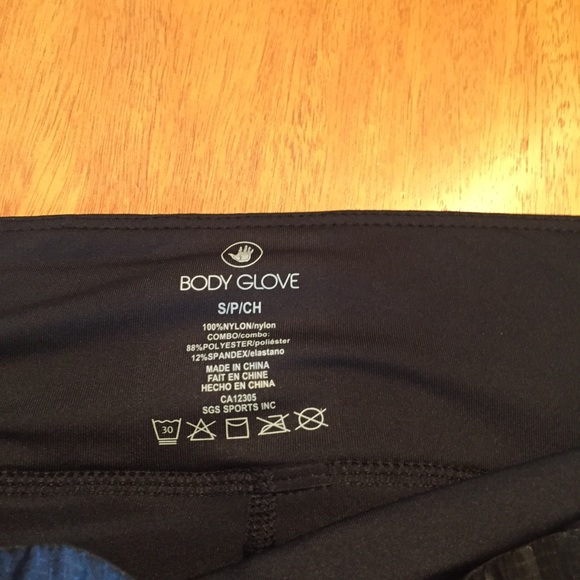 BODY GLOVE
S/P/CH
100%NYLON/nylon
COMBO/combo:
88%POLYESTER/poliéster
12%SPANDEX/elastano
MADE IN CHINA
FAIT EN CHINE
HECHO EN CHINA
CA12305
SGS SPORTS INC
30